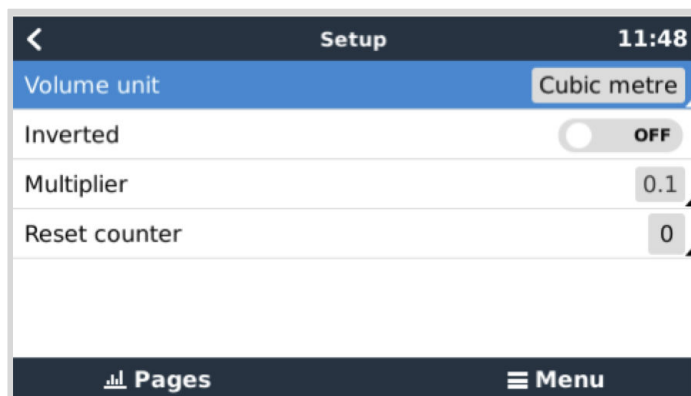 Setup 11:48
Volume unit Cubic metre
Inverted OFF
Multiplier 0.1
Reset counter 0
Pages Menu